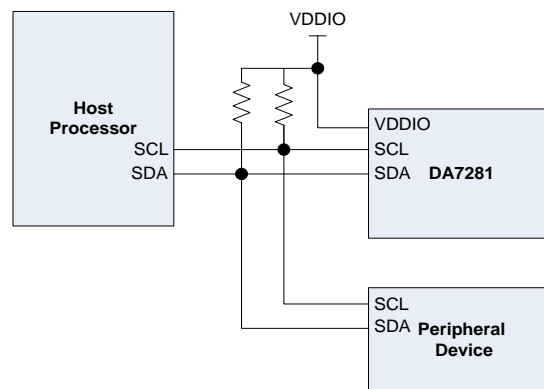 VDDIO
Host
Processor
SCL
SDA
VDDIO
SCL
SDA
DA7281
SCL
SDA
Peripheral
Device